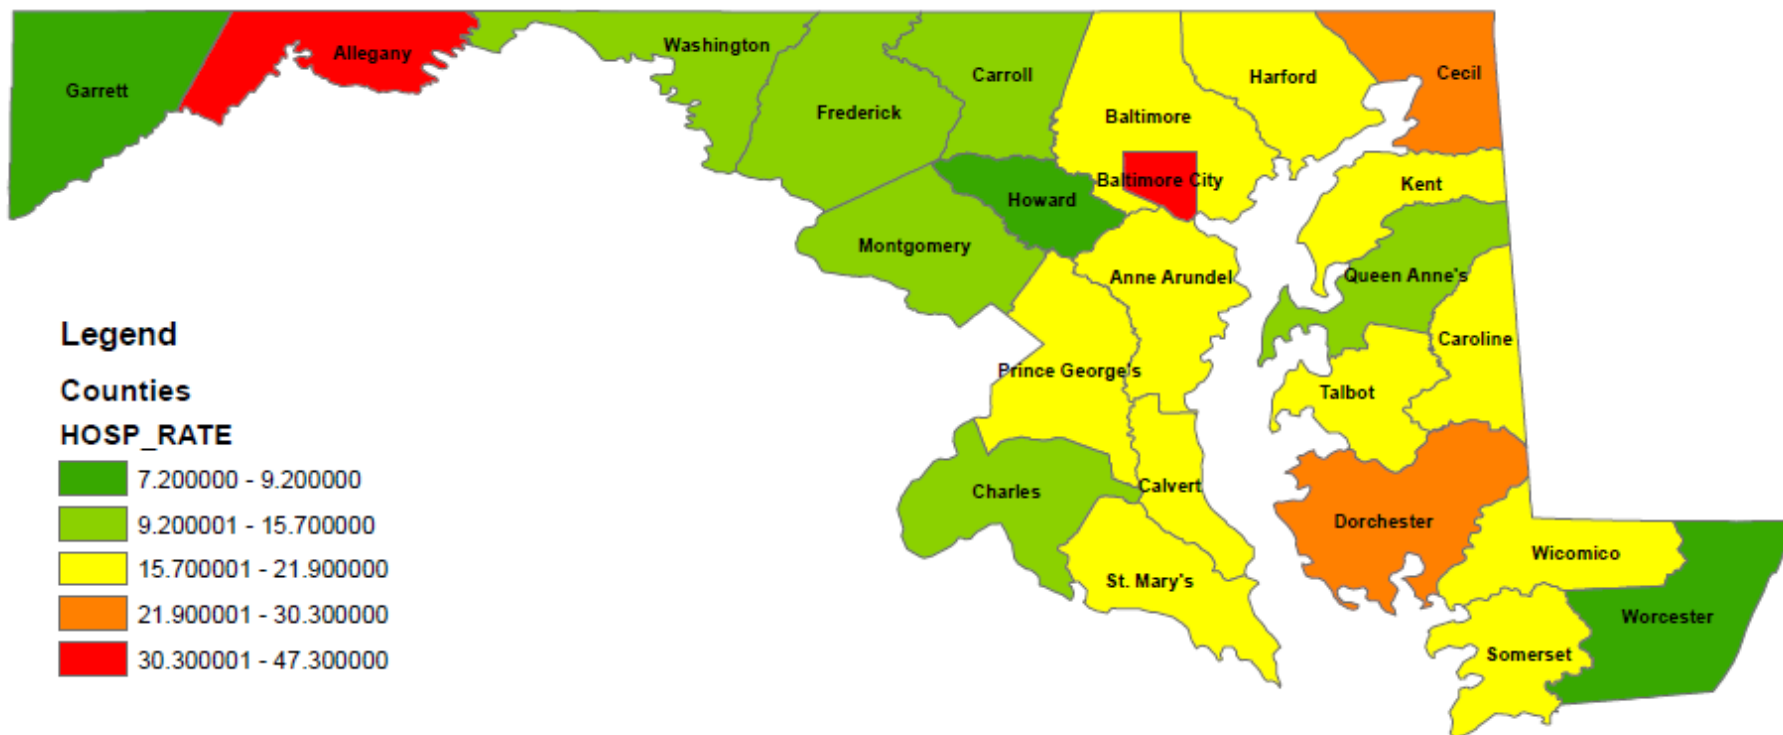 Garrett
Allegany
Washington
Frederick
Carroll
Baltimore
Harford
Cecil
Baltimore City
Howard
Kent
Montgomery
Anne Arundel
Queen Anne's
Prince George's
Caroline
Talbot
Charles
Calvert
Dorchester
St. Mary's
Wicomico
Worcester
Somerset
Legend
Counties
HOSP_RATE
7.200000 - 9.200000
9.200001 - 15.700000
15.700001 - 21.900000
21.900001 - 30.300000
30.300001 - 47.300000